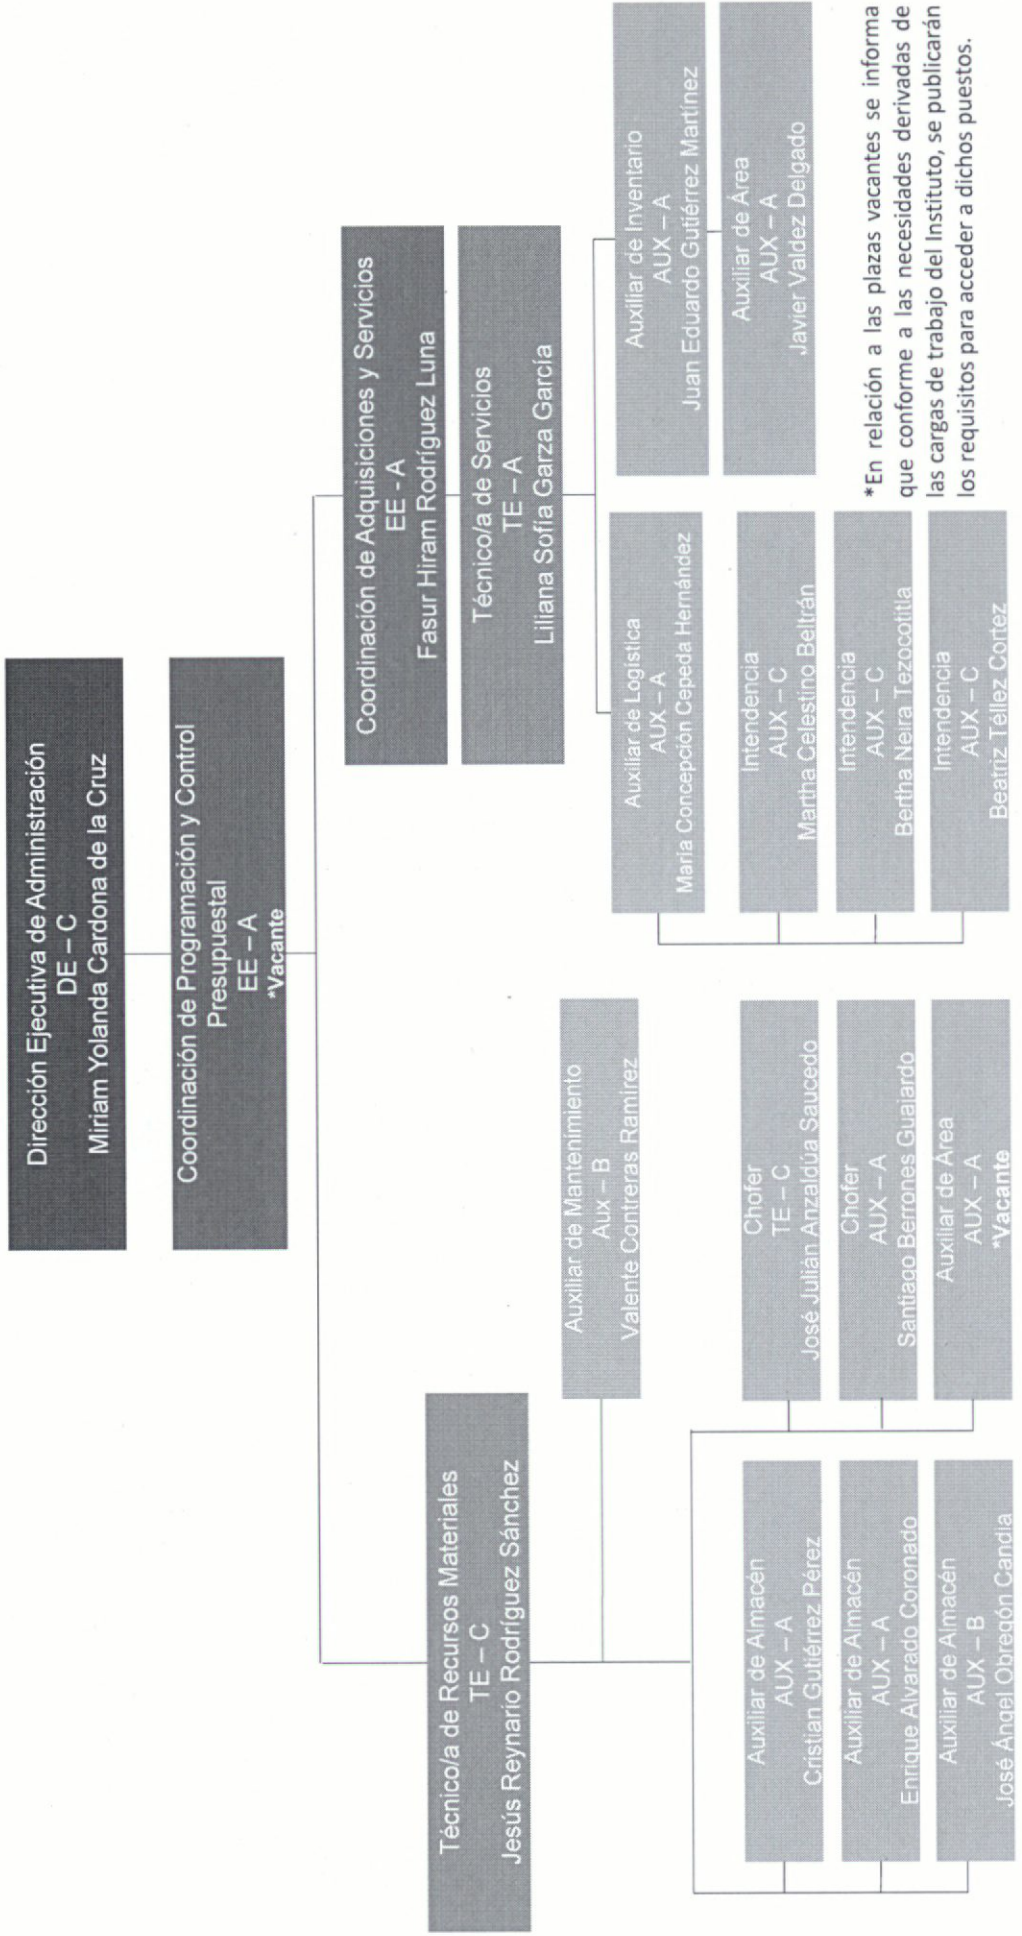 Dirección Ejecutiva de Administración
DE – C
Miriam Yolanda Cardona de la Cruz
Coordinación de Programación y Control
Presupuestal
EE – A
*Vacante
Técnico/a de Recursos Materiales
TE – C
Jesús Reynario Rodríguez Sánchez
Auxiliar de Mantenimiento
Aux – B
Valente Contreras Ramírez
Auxiliar de Almacén
AUX – A
Cristian Gutiérrez Pérez
Auxiliar de Almacén
AUX – A
Enrique Alvarado Coronado
Auxiliar de Almacén
AUX – B
José Ángel Obregón Candia
Chofer
TE – C
José Julián Anzaldúa Saucedo
Chofer
AUX – A
Santiago Berrones Guajardo
Auxiliar de Área
AUX – A
*Vacante
Coordinación de Adquisiciones y Servicios
EE - A
Fasur Hiram Rodríguez Luna
Técnico/a de Servicios
TE – A
Liliana Sofía Garza García
Auxiliar de Logística
AUX – A
María Concepción Cepeda Hernández
Intendencia
AUX – C
Martha Celestino Beltrán
Intendencia
AUX – C
Bertha Neira Tezocotitla
Intendencia
AUX – C
Beatriz Téllez Cortez
Auxiliar de Inventario
AUX – A
Juan Eduardo Gutiérrez Martínez
Auxiliar de Área
AUX – A
Javier Valdez Delgado
*En relación a las plazas vacantes se informa
que conforme a las necesidades derivadas de
las cargas de trabajo del Instituto, se publicarán
los requisitos para acceder a dichos puestos.